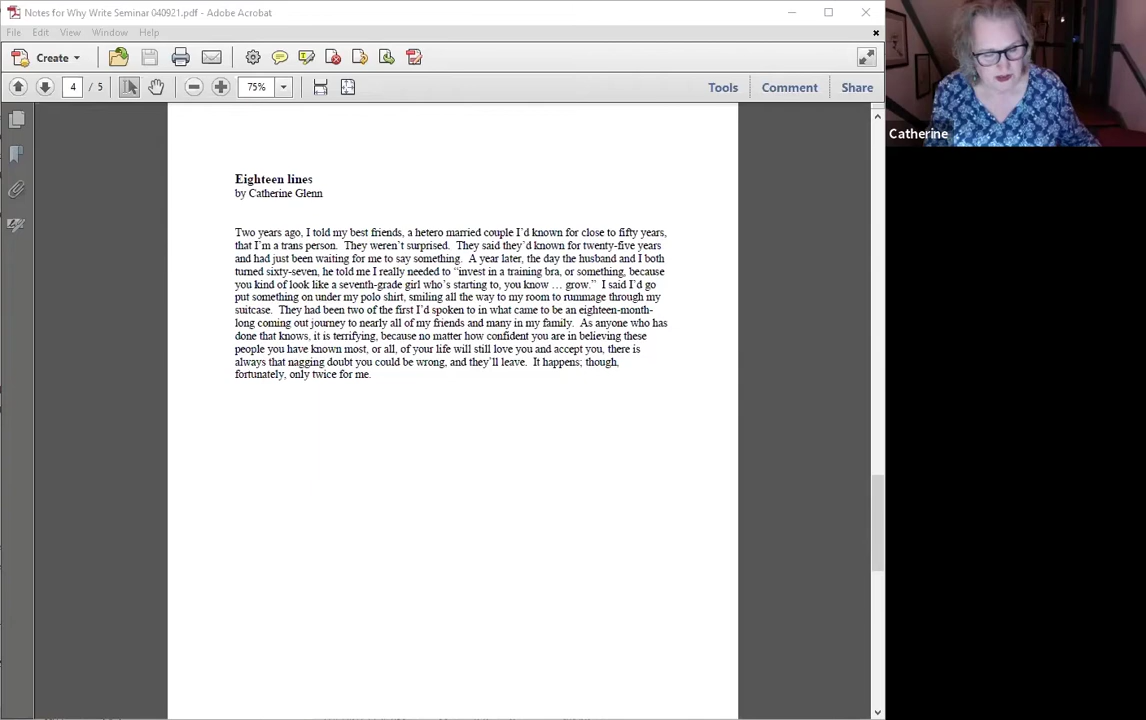 Notes for Why Write Seminar 040921.pdf - Adobe Acrobat
File Edit View Window Help
Create
4 / 5 75% Tools Comment Share
Catherine
Eighteen lines
by Catherine Glenn
Two years ago, I told my best friends, a hetero married couple I’d known for close to fifty years,
that I’m a trans person. They weren’t surprised. They said they’d known for twenty-five years
and had just been waiting for me to say something. A year later, the day the husband and I both
turned sixty-seven, he told me I really needed to “invest in a training bra, or something, because
you kind of look like a seventh-grade girl who’s starting to, you know … grow.” I said I’d go
put something on under my polo shirt, smiling all the way to my room to rummage through my
suitcase. They had been two of the first I’d spoken to in what came to be an eighteen-month-
long coming out journey to nearly all of my friends and many in my family. As anyone who has
done that knows, it is terrifying, because no matter how confident you are in believing these
people you have known most, or all, of your life will still love you and accept you, there is
always that nagging doubt you could be wrong, and they’ll leave. It happens; though,
fortunately, only twice for me.